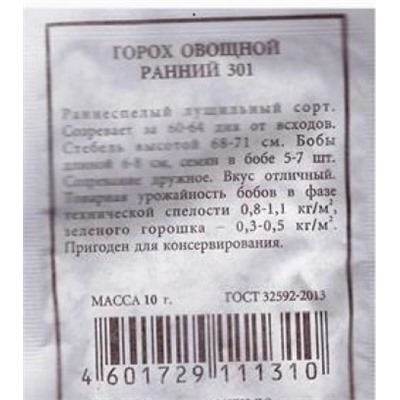 ГОРОХ ОВОЩНОЙ
РАННИЙ 301
Раннеспелый лущильный сорт.
Созревает за 60-64 дня от всходов.
Стебель высотой 68-71 см. Бобы
длиной 6-8 см, семян в бобе 5-7 шт.
Созревание дружное. Вкус отличный.
Товарная урожайность бобов в фазе
технической спелости 0,8-1,1 кг/м²,
зеленого горошка – 0,3-0,5 кг/м².
Пригоден для консервирования.
МАССА 10 г. ГОСТ 32592-2013
4 601729 111310